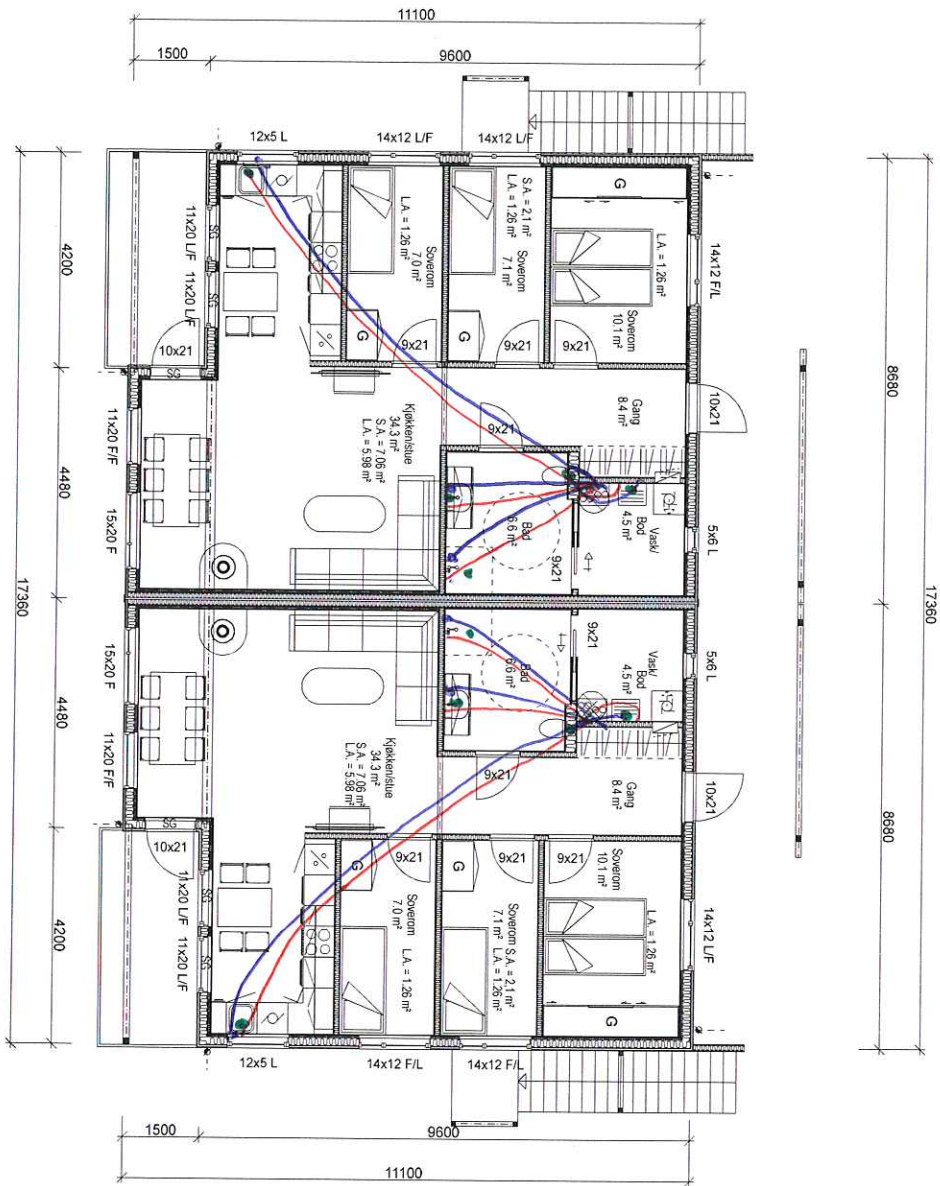 11100
1500
9600
12x5 L
14x12 L/F
14x12 L/F
17360
4200
4480
4480
4200
11x20 L/F
11x20 L/F
SG
SG
10x21
SG
11x20 F/F
15x20 F
L.A. = 1.26 m²
Soverom
7.0 m²
G
9x21
S.A. = 2,1 m²
L.A. = 1.26 m²
Soverom
7.1 m²
9x21
G
L.A. = 1.26 m²
Soverom
10.1 m²
9x21
14x12 F/L
10x21
Gang
8.4 m²
9x21
Kjøkken/stue
34.3 m²
S.A. = 7.06 m²
L.A. = 5.98 m²
Bad
6.6 m²
9x21
Vask/
Bod
4.5 m²
5x6 L
8680
17360
8680
15x20 F
11x20 F/F
Bad
6.6 m²
9x21
Vask/
Bod
4.5 m²
5x6 L
Kjøkken/stue
34.3 m²
S.A. = 7.06 m²
L.A. = 5.98 m²
9x21
Gang
8.4 m²
10x21
SG
10x21
11x20 L/F
11x20 L/F
SG
SG
G
9x21
Soverom
7.0 m²
L.A. = 1.26 m²
G
9x21
Soverom
7.1 m²
S.A. = 2,1 m²
L.A. = 1.26 m²
9x21
Soverom
10.1 m²
L.A. = 1.26 m²
G
14x12 L/F
12x5 L
14x12 F/L
14x12 F/L
1500
9600
11100